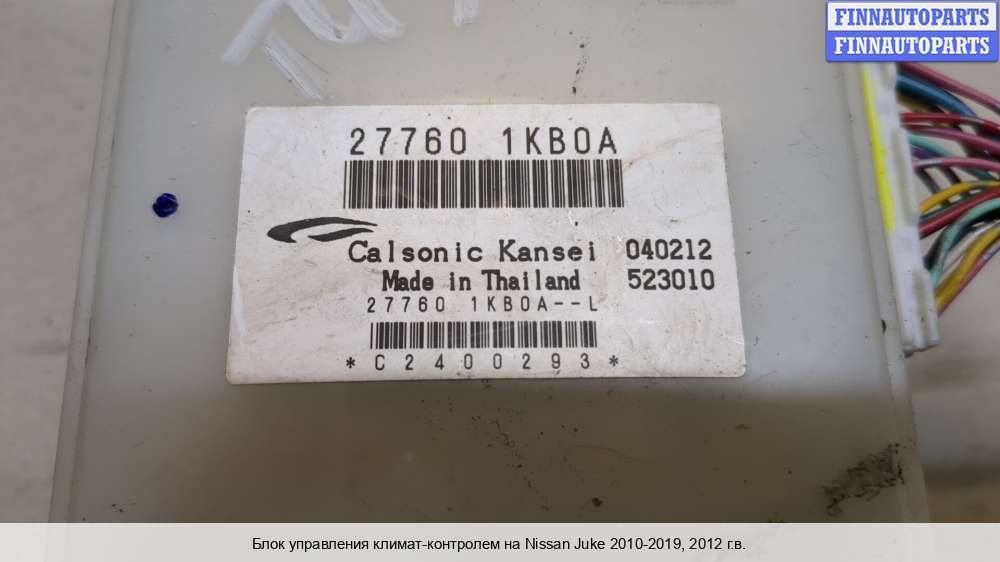 FINNAUTOPARTS
FINNAUTOPARTS
27760 1KB0A
Calsonic Kansei 040212
Made in Thailand 523010
27760 1KB0A--L
*C2400293*
Блок управления климат-контролем на Nissan Juke 2010-2019, 2012 г.в.